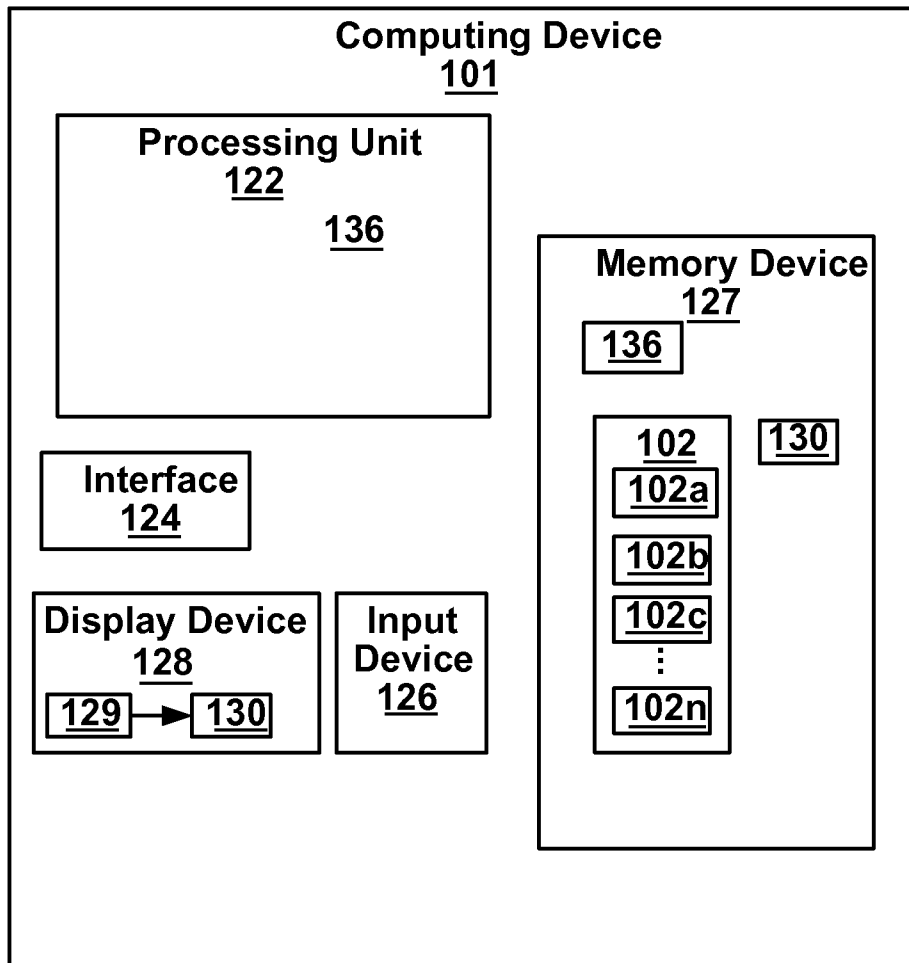 Computing Device
101
Processing Unit
122
136
Memory Device
127
136
102
130
102a
102b
102c
102n
Interface
124
Display Device
128
129
130
Input
Device
126